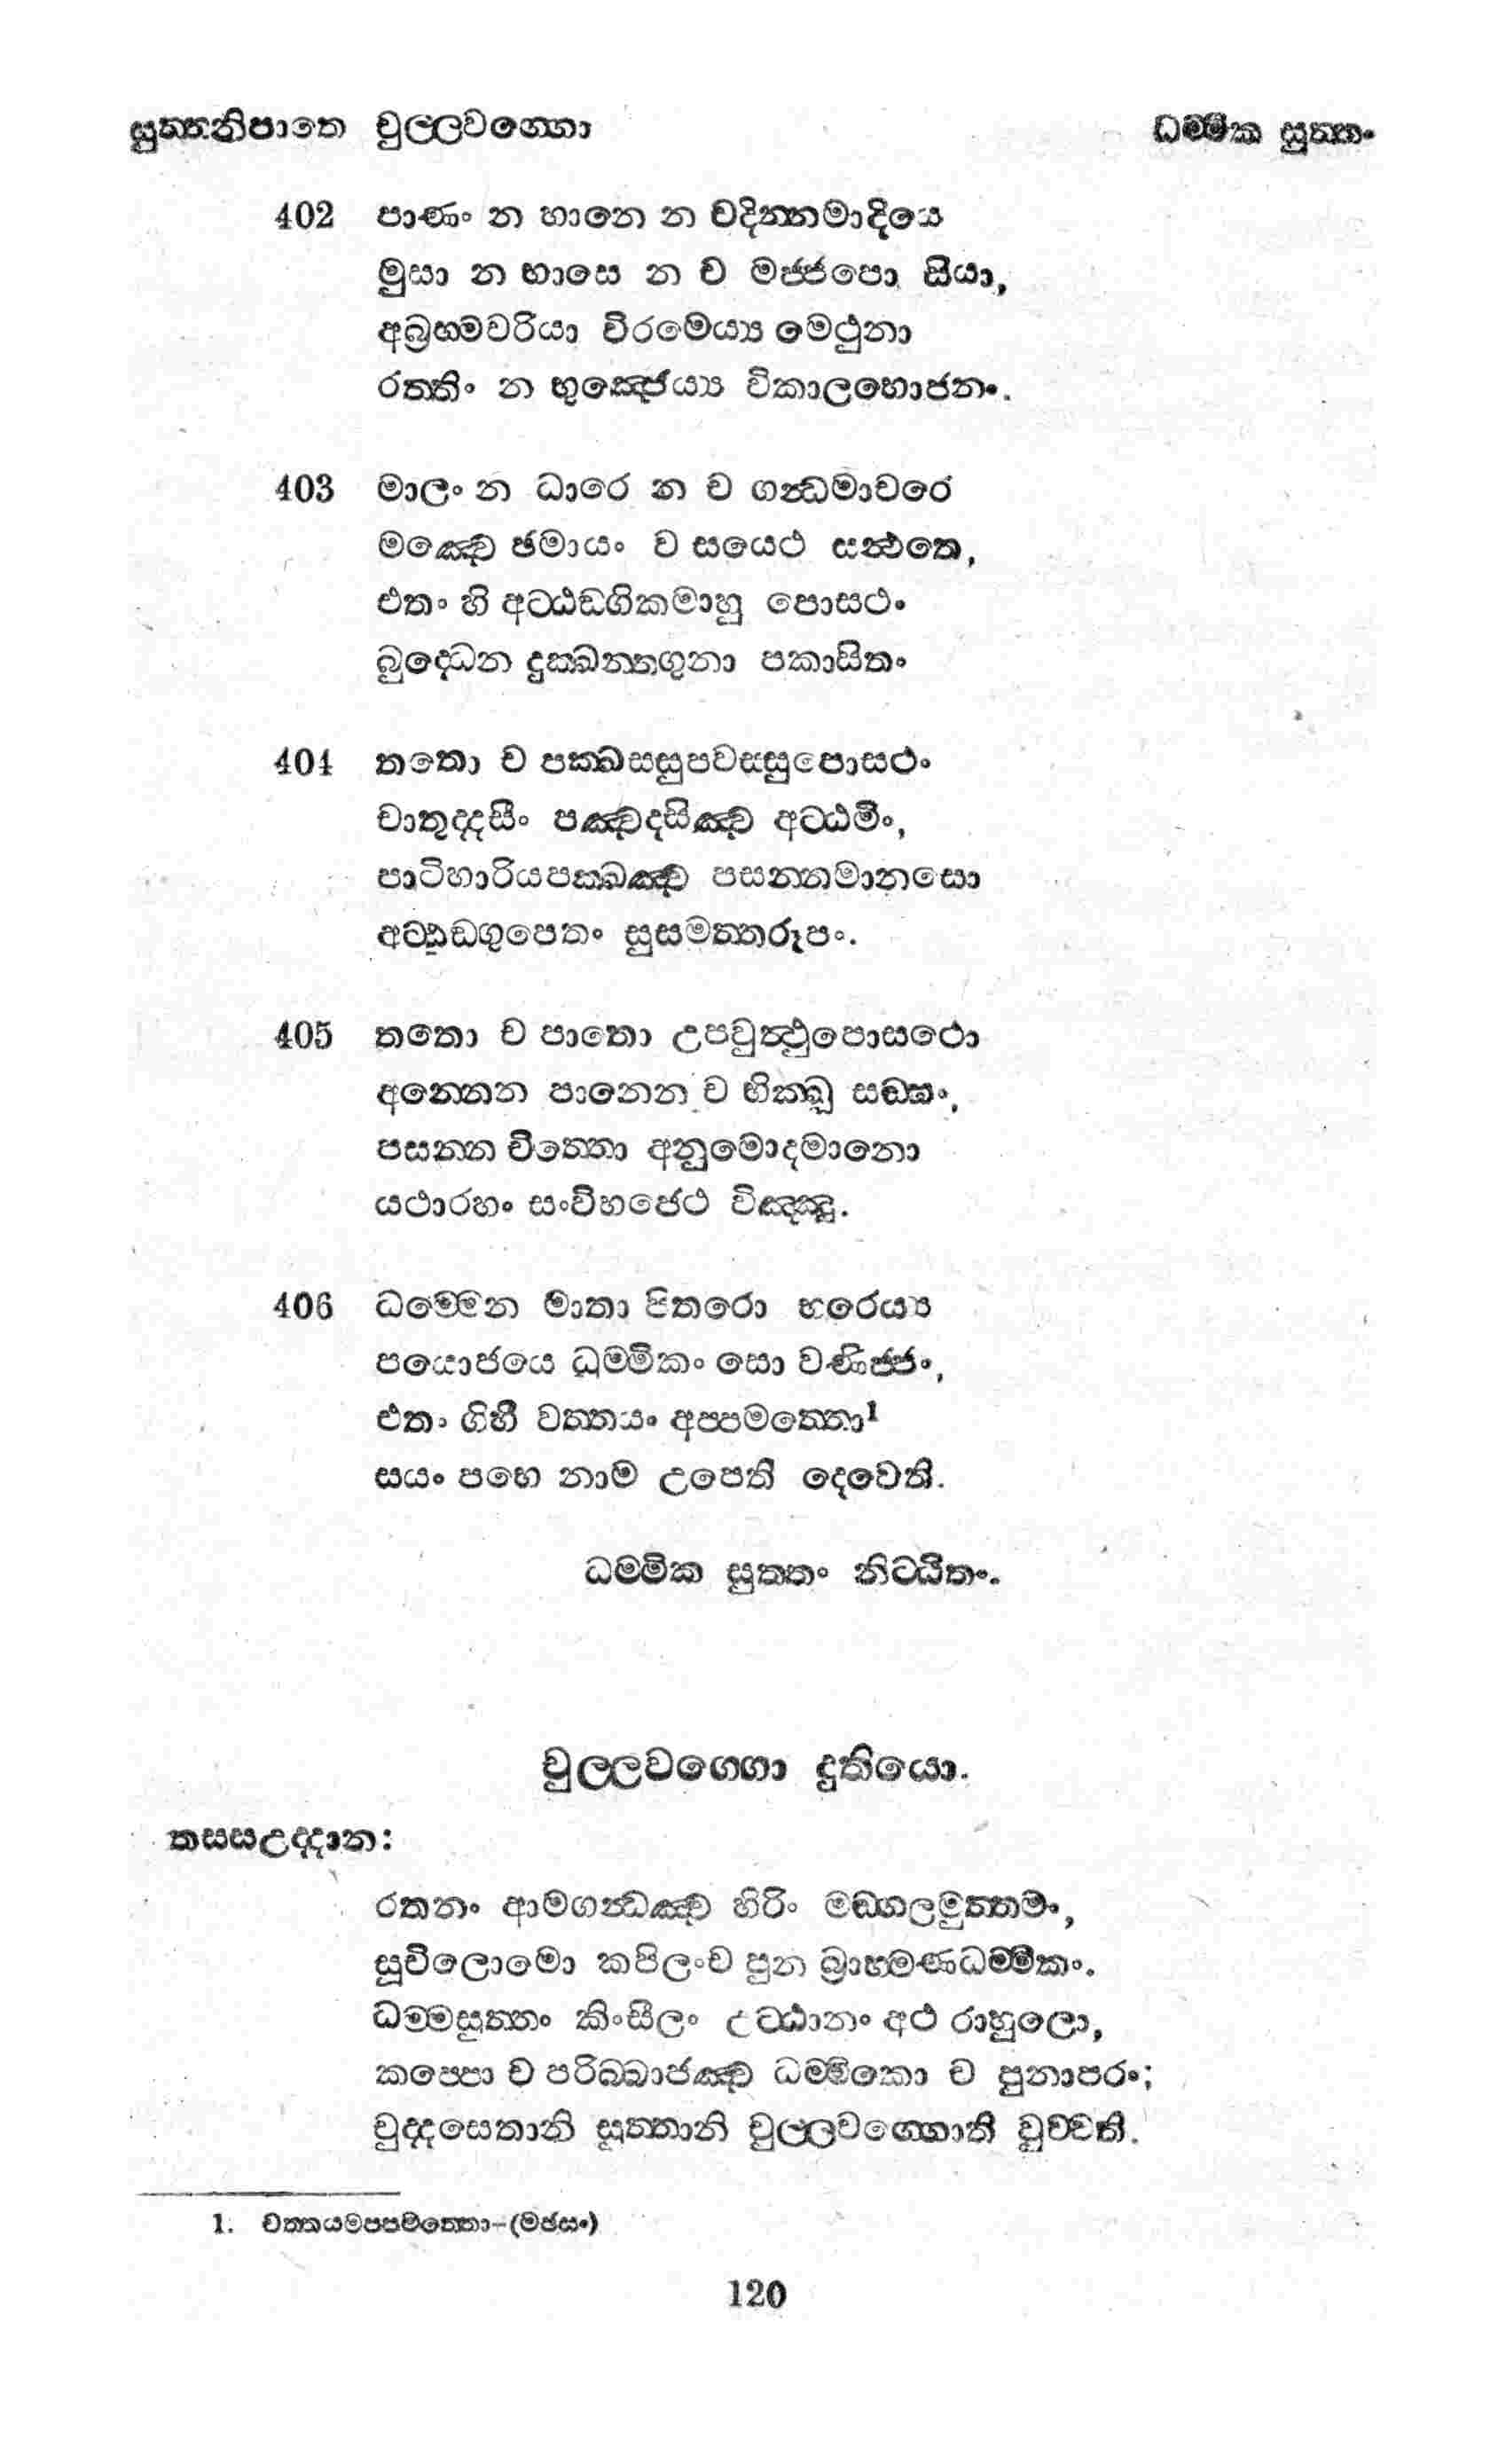 සුත්තනිපාතෙ චුල්ලවග්ගො ධම්මික සුත්තං
402 පාණං න හානෙ න චදින්නමාදියෙ
මුසා න භාසෙ න ච මජ්ජපො සියා,
අබ්‍රහ්මචරියා විරමෙය්‍ය මෙථුනා
රත්තිං න භුඤ්ජෙය්‍ය විකාලභොජනං.
403 මාලං න ධාරෙ න ච ගන්ධමාචරෙ
මඤ්චෙ ඡමායං ව සයෙථ සන්ථතෙ,
එතං හි අට්ඨඞ්ගිකමාහු පොසථං
බුද්ධෙන දුක්ඛන්තගුනා පකාසිතං
404 තතො ච පක්ඛස්සුපවස්සුපොසථං
චාතුද්දසිං පඤ්චදසිඤ්ච අට්ඨමිං,
පාටිහාරියපක්ඛඤ්ච පසන්නමානසො
අට්ඨඞ්ගුපෙතං සුසමත්තරූපං.
405 තතො ච පාතො උපවුත්ථුපොසථො
අන්නෙන පානෙන ච භික්ඛූ සඞ්ඝං,
පසන්න චිත්තො අනුමොදමානො
යථාරහං සංවිභජෙථ විඤ්ඤු.
406 ධම්මෙන මාතා පිතරො භරෙය්‍ය
පයොජයෙ ධම්මිකං සො වණිජ්ජං,
එතං ගිහී වත්තයං අප්පමත්තො1
සයං පභෙ නාම උපෙති දෙවෙති.
ධම්මික සුත්තං නිට්ඨිතං.
චුල්ලවග්ගො දුතියො.
තස්සඋද්දාන:
රතනං ආමගන්ධඤ්ච හිරිං මඞ්ගලමුත්තමං,
සූචිලොමො කපිලංච පුන බ්‍රාහ්මණධම්මිකං.
ධම්මසුත්තං කිංසීලං උට්ඨානං අථ රාහුලො,
කප්පො ච පරිබ්බාජඤ්ච ධම්මිකො ච පුනාපරං;
චුද්දසෙතානි සුත්තානි චුල්ලවග්ගොති වුච්චති.
1. වත්තයමප්පමත්තො-(මඡසං)
120